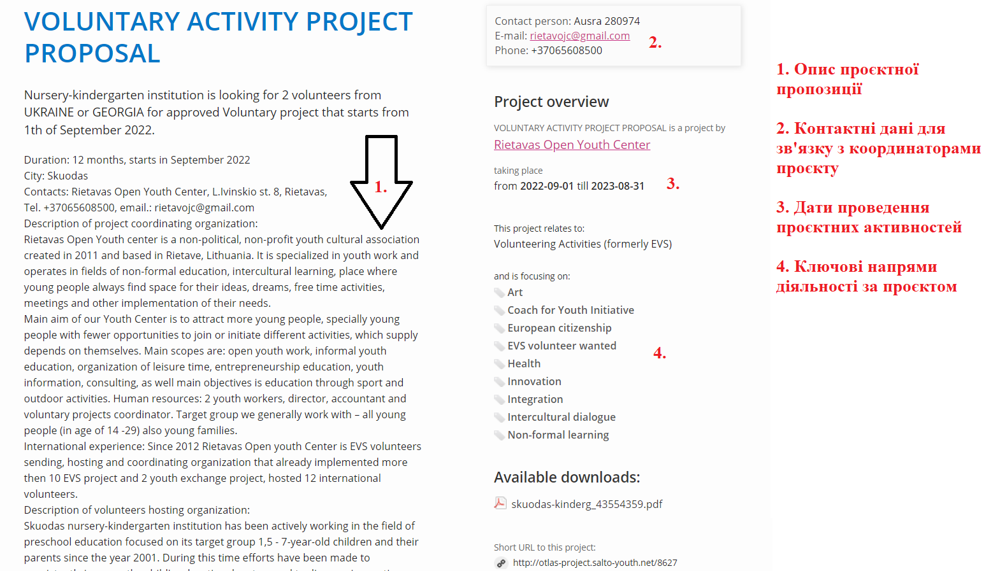 VOLUNTARY ACTIVITY PROJECT
PROPOSAL
Nursery-kindergarten institution is looking for 2 volunteers from
UKRAINE or GEORGIA for approved Voluntary project that starts from
1th of September 2022.
Duration: 12 months, starts in September 2022
City: Skuodas
Contacts: Rietavas Open Youth Center, L.Ivinskio st. 8, Rietavas,
Tel. +37065608500, email.: rietavojc@gmail.com
Description of project coordinating organization:
Rietavas Open Youth center is a non-political, non-profit youth cultural association
created in 2011 and based in Rietave, Lithuania. It is specialized in youth work and
operates in fields of non-formal education, intercultural learning, place where
young people always find space for their ideas, dreams, free time activities,
meetings and other implementation of their needs.
Main aim of our Youth Center is to attract more young people, specially young
people with fewer opportunities to join or initiate different activities, which supply
depends on themselves. Main scopes are: open youth work, informal youth
education, organization of leisure time, entrepreneurship education, youth
information, consulting, as well main objectives is education through sport and
outdoor activities. Human resources: 2 youth workers, director, accountant and
voluntary projects coordinator. Target group we generally work with – all young
people (in age of 14 -29) also young families.
International experience: Since 2012 Rietavas Open youth Center is EVS volunteers
sending, hosting and coordinating organization that already implemented more
then 10 EVS project and 2 youth exchange project, hosted 12 international
volunteers.
Description of volunteers hosting organization:
Skuodas nursery-kindergarten institution has been actively working in the field of
preschool education focused on its target group 1,5 - 7-year-old children and their
parents since the year 2001. During this time efforts have been made to
1.
Contact person: Ausra 280974
E-mail: rietavojc@gmail.com
Phone: +37065608500
2.
Project overview
VOLUNTARY ACTIVITY PROJECT PROPOSAL is a project by
Rietavas Open Youth Center
taking place
from 2022-09-01 till 2023-08-31
3.
This project relates to:
Volunteering Activities (formerly EVS)
and is focusing on:
Art
Coach for Youth Initiative
European citizenship
EVS volunteer wanted
Health
Innovation
Integration
Intercultural dialogue
Non-formal learning
4.
Available downloads:
skuodas-kinderg_43554359.pdf
Short URL to this project:
http://otlas-project.salto-youth.net/8627
1. Опис проєктної
пропозиції
2. Контактні дані для
зв'язку з координаторами
проєкту
3. Дати проведення
проєктних активностей
4. Ключові напрями
діяльності за проєктом